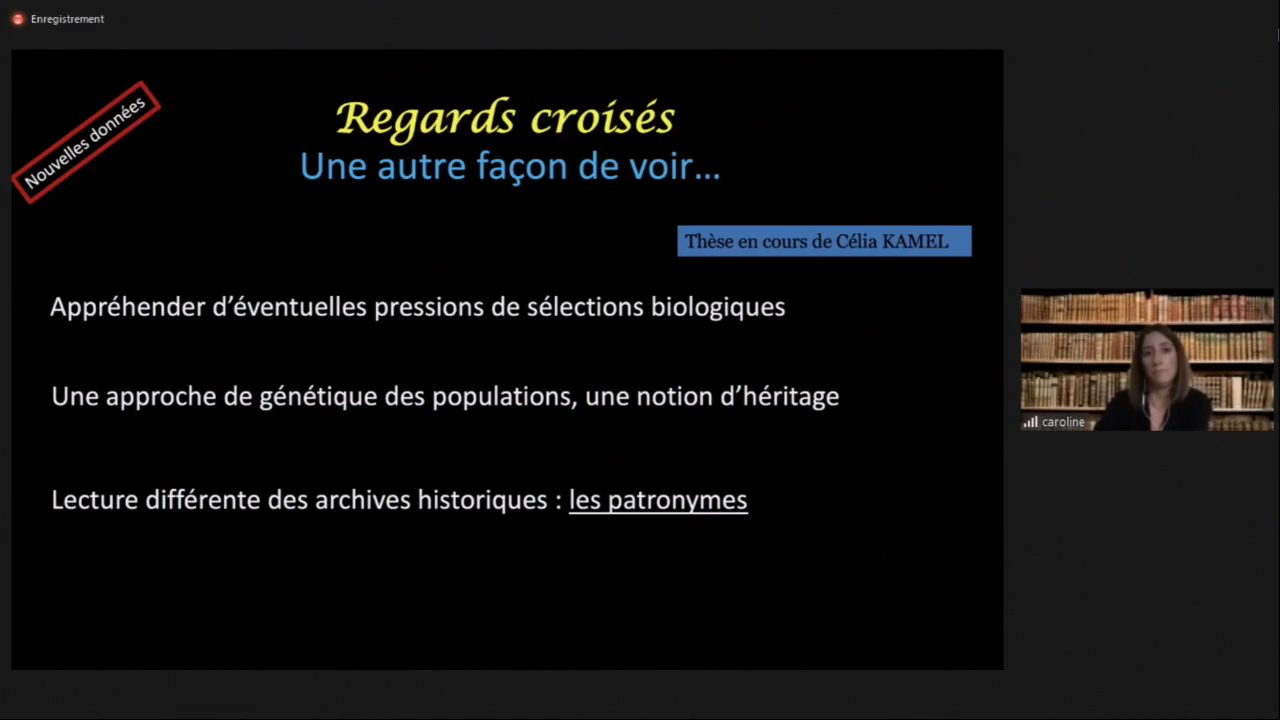 Enregistrement
Nouvelles données
Regards croisés
Une autre façon de voir...
Thèse en cours de Célia KAMEL
Appréhender d’éventuelles pressions de sélections biologiques
Une approche de génétique des populations, une notion d’héritage
Lecture différente des archives historiques : les patronymes
caroline